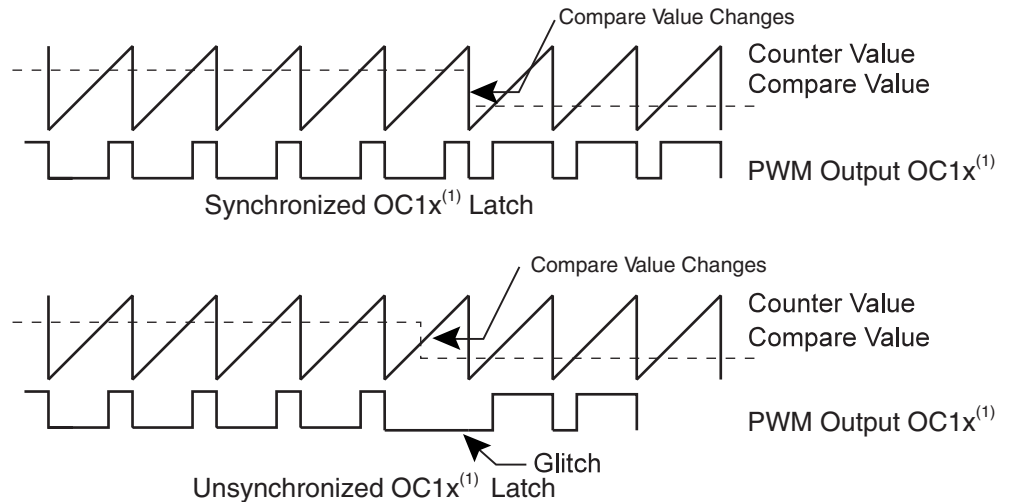 Compare Value Changes
Counter Value
Compare Value
PWM Output OC1x(1)
Synchronized OC1x(1) Latch
Compare Value Changes
Counter Value
Compare Value
PWM Output OC1x(1)
Glitch
Unsynchronized OC1x(1) Latch